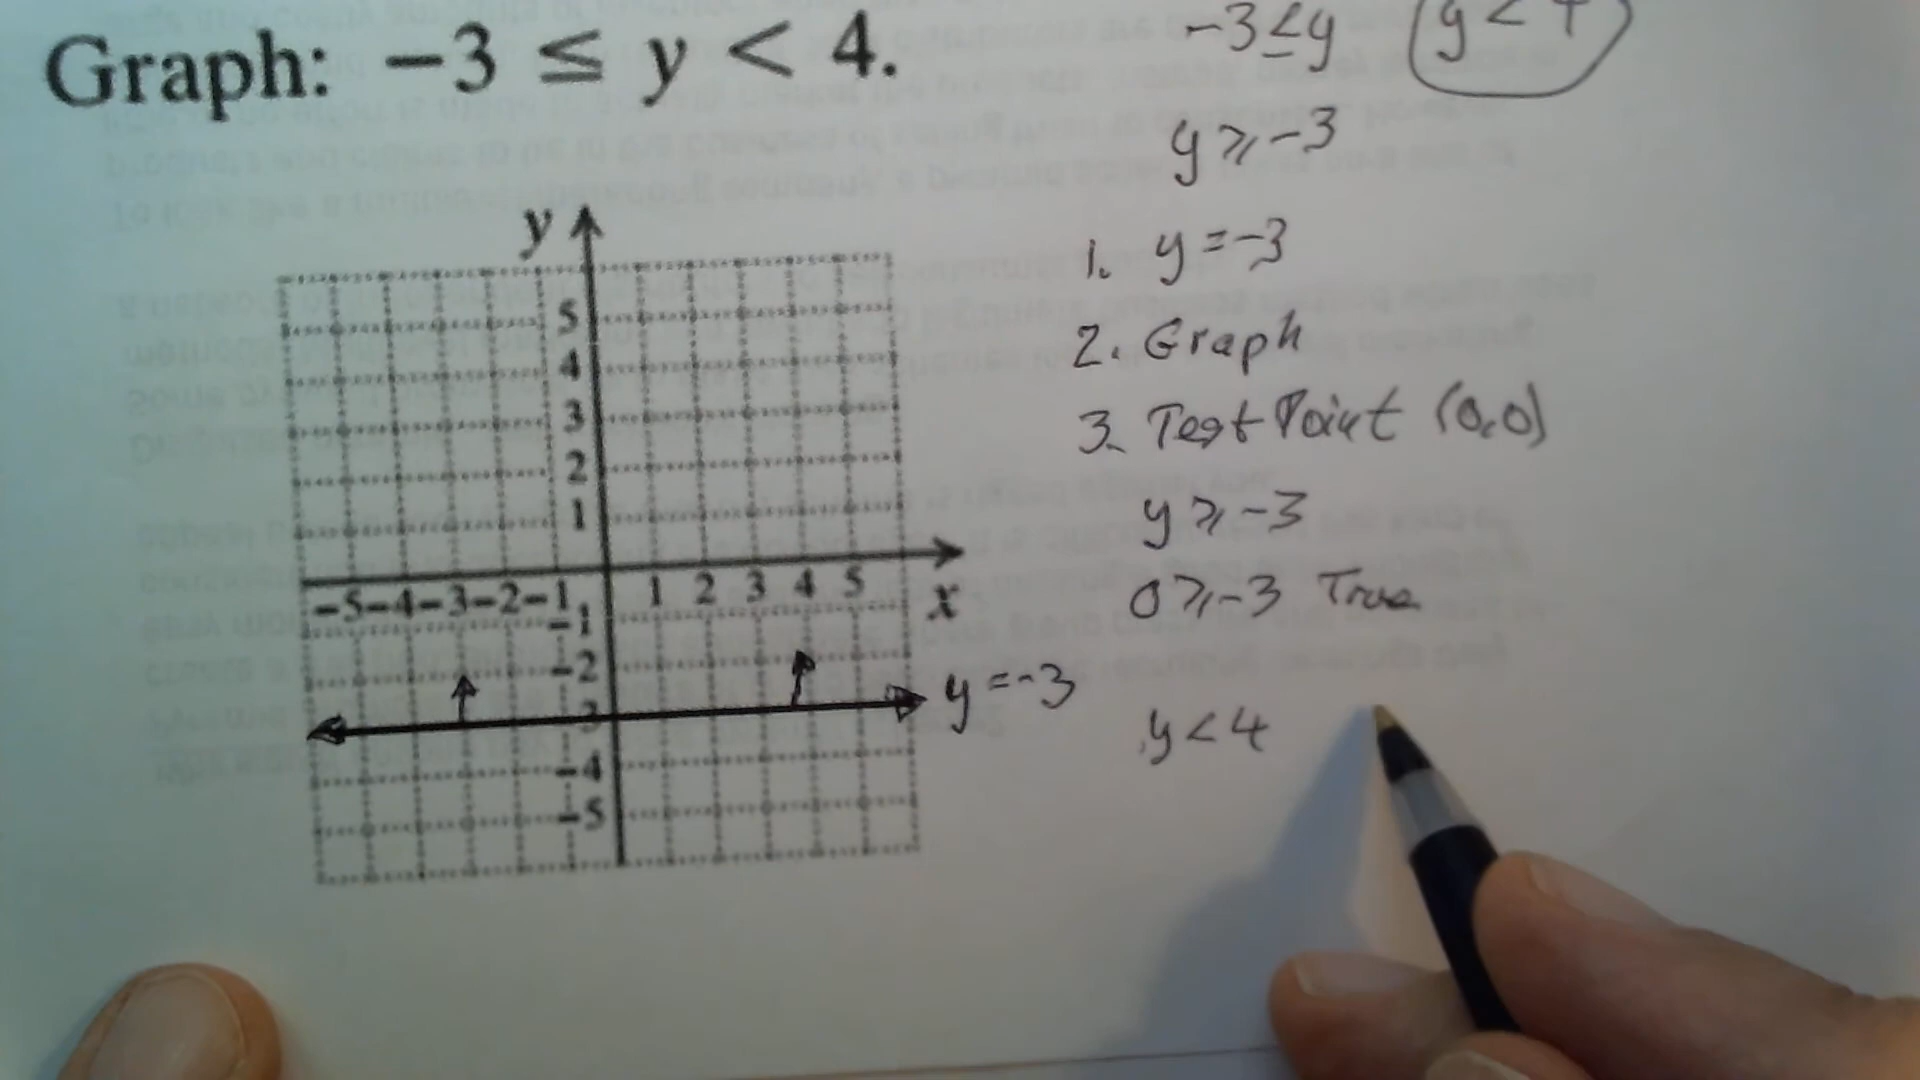 Graph: −3 ≤ y < 4.
-3 ≤ y
y < 4
y ≥ -3
1. y = -3
2. Graph
3. Test Point (0,0)
y ≥ -3
0 ≥ -3 True
y < 4
y
5
4
3
2
1
−5 −4 −3 −2 −1 1 2 3 4 5
x
−1
−2
−3
y = -3
−4
−5